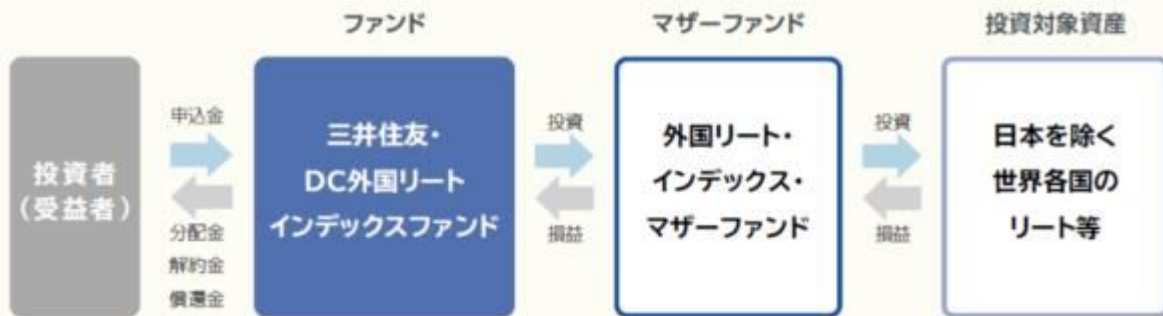 ファンド
マザーファンド
投資対象資産
投資者
(受益者)
申込金
分配金
解約金
償還金
三井住友・
DC外国リート
インデックスファンド
投資
損益
外国リート・
インデックス・
マザーファンド
投資
損益
日本を除く
世界各国の
リート等